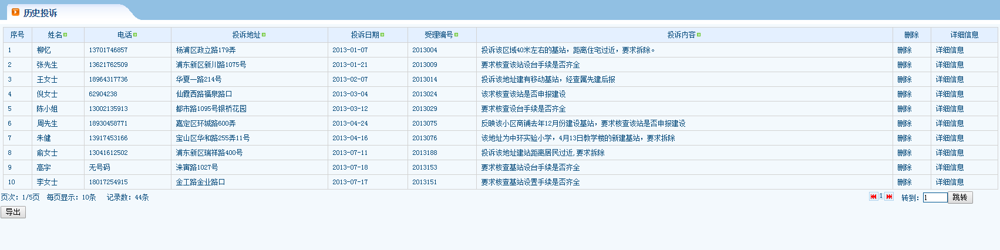 历史投诉
序号 姓名 电话 投诉地址 投诉日期 受理编号 投诉内容 删除 详细信息
1 柳忆 13701746857 杨浦区政立路179弄 2013-01-07 2013004 投诉该区域40米左右的基站，距离住宅过近，要求拆除。 删除 详细信息
2 张先生 13621762509 浦东新区新川路1075号 2013-01-21 2013009 要求核查该站设台手续是否齐全 删除 详细信息
3 王女士 18964317736 华夏一路214号 2013-02-07 2013014 投诉该地址建有移动基站，经查属先建后报 删除 详细信息
4 倪女士 62904238 仙霞西路福泉路口 2013-03-04 2013024 该求核查该站是否申报建设 删除 详细信息
5 陈小姐 13002135913 都市路1095号银桥花园 2013-03-12 2013029 要求核查设台手续是否齐全 删除 详细信息
6 周先生 18930458771 嘉定区环城路600弄 2013-04-24 2013075 反映该小区商铺去年12月份建设基站，要求核查该站是否申报建设 删除 详细信息
7 朱健 13917453166 宝山区华和路255弄11号 2013-04-16 2013076 该地址为中环实验小学，4月13日教学楼的新建基站，要求拆除 删除 详细信息
8 俞女士 13041612502 浦东新区瑞祥路400号 2013-07-11 2013188 投诉该地址建站距离居民过近,要求拆除 删除 详细信息
9 高宇 无号码 涞寅路1027号 2013-07-18 2013153 要求核查基站设台手续是否齐全 删除 详细信息
10 李女士 18017254915 金工路金业路口 2013-07-17 2013151 要求核查基站设置手续是否齐全 删除 详细信息
页次：1/5页 每页显示：10条 记录数：44条 1 转到：1 跳转
导出